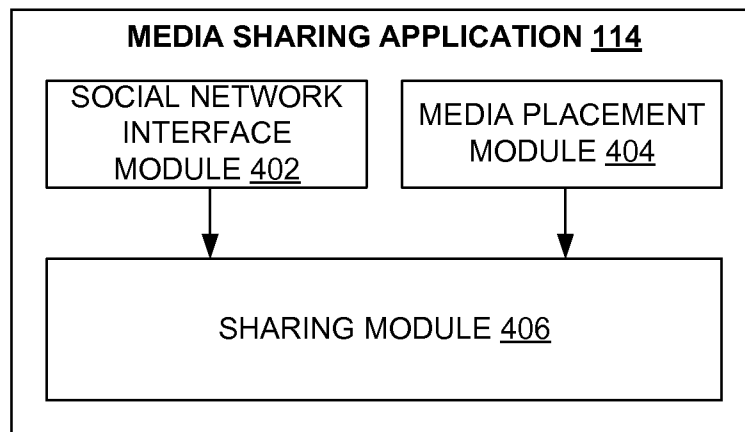 MEDIA SHARING APPLICATION 114
SOCIAL NETWORK
INTERFACE
MODULE 402
MEDIA PLACEMENT
MODULE 404
SHARING MODULE 406